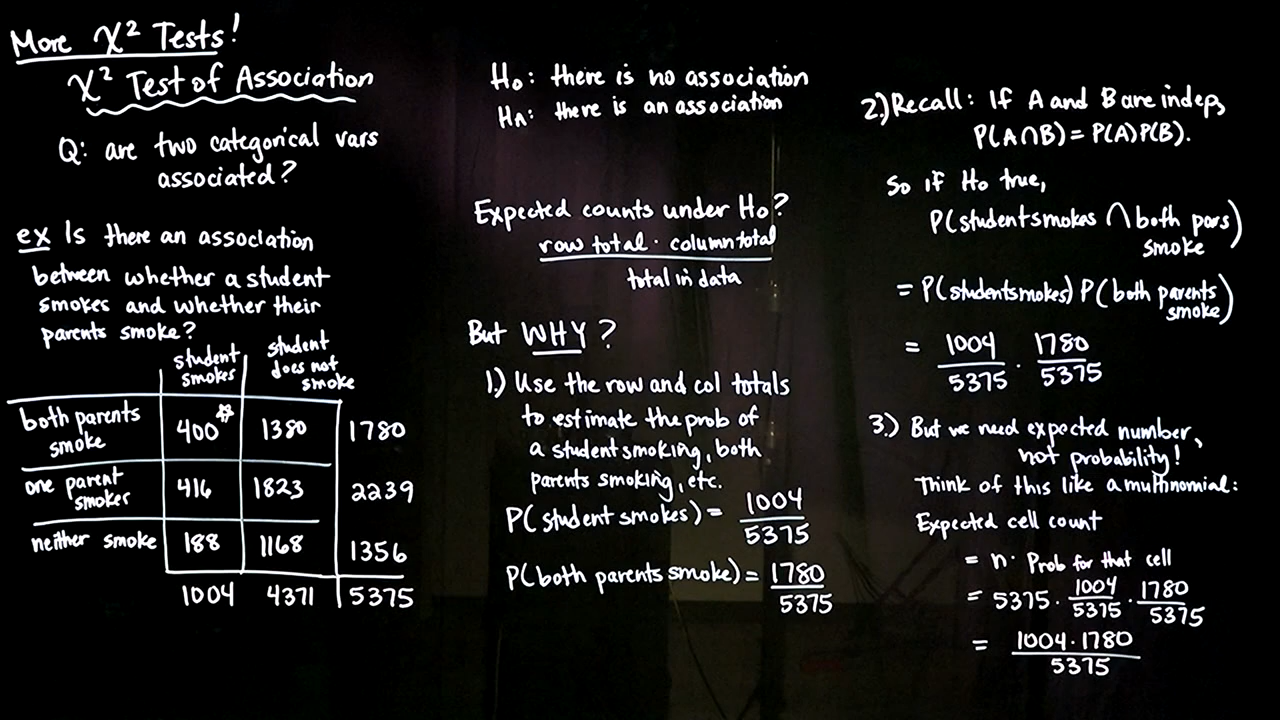 More χ² Tests!
χ² Test of Association
Q: are two categorical vars
associated?
ex Is there an association
between whether a student
smokes and whether their
parents smoke?
student smokes student does not smoke
both parents smoke 400☆ 1380 1780
one parent smokes 416 1823 2239
neither smoke 188 1168 1356
1004 4371 5375
H₀: there is no association
H_A: there is an association
Expected counts under H₀?
row total · column total
total in data
But WHY?
1.) Use the row and col totals
to estimate the prob of
a student smoking, both
parents smoking, etc.
P(student smokes) = 1004/5375
P(both parents smoke) = 1780/5375
2.) Recall: If A and B are indep,
P(A∩B) = P(A)P(B).
So if H₀ true,
P(student smokes ∩ both pars smoke)
= P(student smokes) P(both parents smoke)
= 1004/5375 · 1780/5375
3.) But we need expected number,
not probability!
Think of this like a multinomial:
Expected cell count
= n · Prob for that cell
= 5375 · 1004/5375 · 1780/5375
= 1004·1780/5375